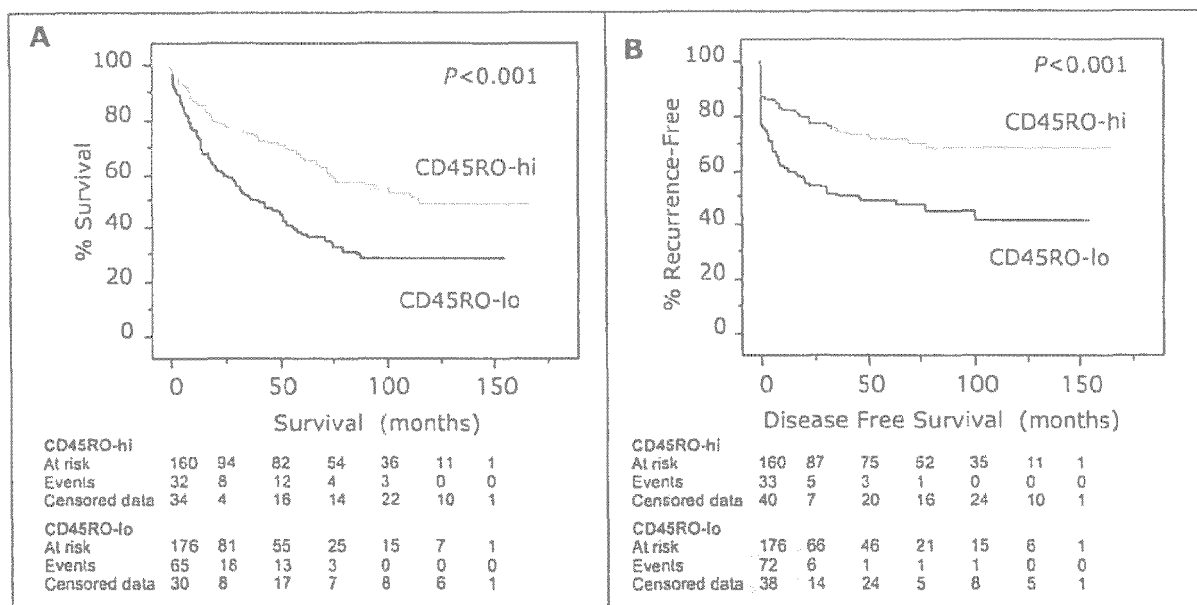 A
P<0.001
100
80
60
40
20
0
% Survival
CD45RO-hi
CD45RO-lo
0 50 100 150
Survival (months)
CD45RO-hi
At risk 160 94 82 54 36 11 1
Events 32 8 12 4 3 0 0
Censored data 34 4 16 14 22 10 1
CD45RO-lo
At risk 176 81 55 25 15 7 1
Events 65 18 13 3 0 0 0
Censored data 30 8 17 7 8 6 1
B
P<0.001
100
80
60
40
20
0
% Recurrence-Free
CD45RO-hi
CD45RO-lo
0 50 100 150
Disease Free Survival (months)
CD45RO-hi
At risk 160 87 75 52 35 11 1
Events 33 5 3 1 0 0 0
Censored data 40 7 20 16 24 10 1
CD45RO-lo
At risk 176 66 46 21 15 6 1
Events 72 6 1 1 1 0 0
Censored data 38 14 24 5 8 5 1